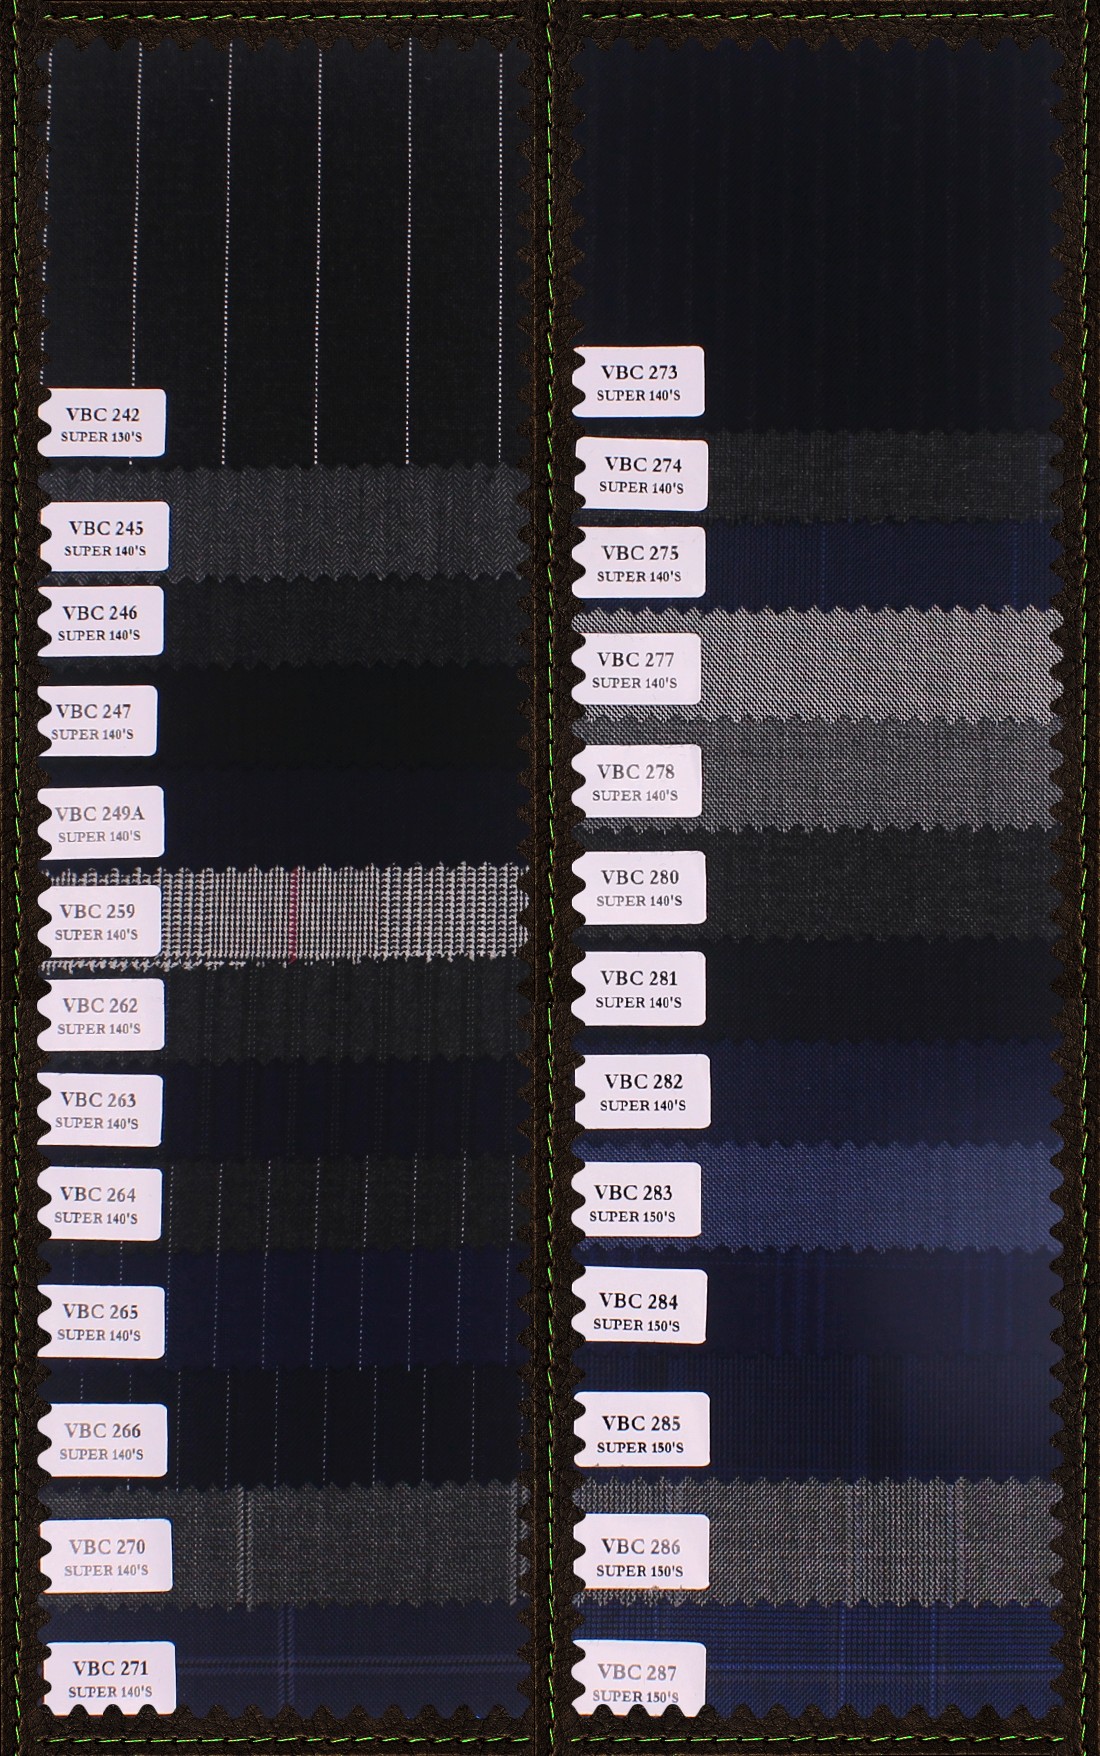 VBC 242
SUPER 130'S
VBC 245
SUPER 140'S
VBC 246
SUPER 140'S
VBC 247
SUPER 140'S
VBC 249A
SUPER 140'S
VBC 259
SUPER 140'S
VBC 262
SUPER 140'S
VBC 263
SUPER 140'S
VBC 264
SUPER 140'S
VBC 265
SUPER 140'S
VBC 266
SUPER 140'S
VBC 270
SUPER 140'S
VBC 271
SUPER 140'S
VBC 273
SUPER 140'S
VBC 274
SUPER 140'S
VBC 275
SUPER 140'S
VBC 277
SUPER 140'S
VBC 278
SUPER 140'S
VBC 280
SUPER 140'S
VBC 281
SUPER 140'S
VBC 282
SUPER 140'S
VBC 283
SUPER 150'S
VBC 284
SUPER 150'S
VBC 285
SUPER 150'S
VBC 286
SUPER 150'S
VBC 287
SUPER 150'S